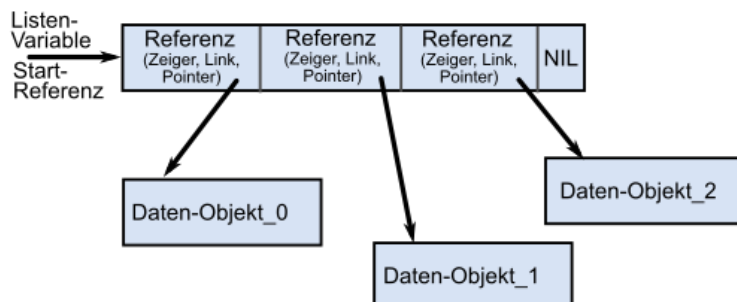 Listen-
Variable
Start-
Referenz
Referenz
(Zeiger, Link,
Pointer)
Referenz
(Zeiger, Link,
Pointer)
Referenz
(Zeiger, Link,
Pointer)
NIL
Daten-Objekt_0
Daten-Objekt_1
Daten-Objekt_2